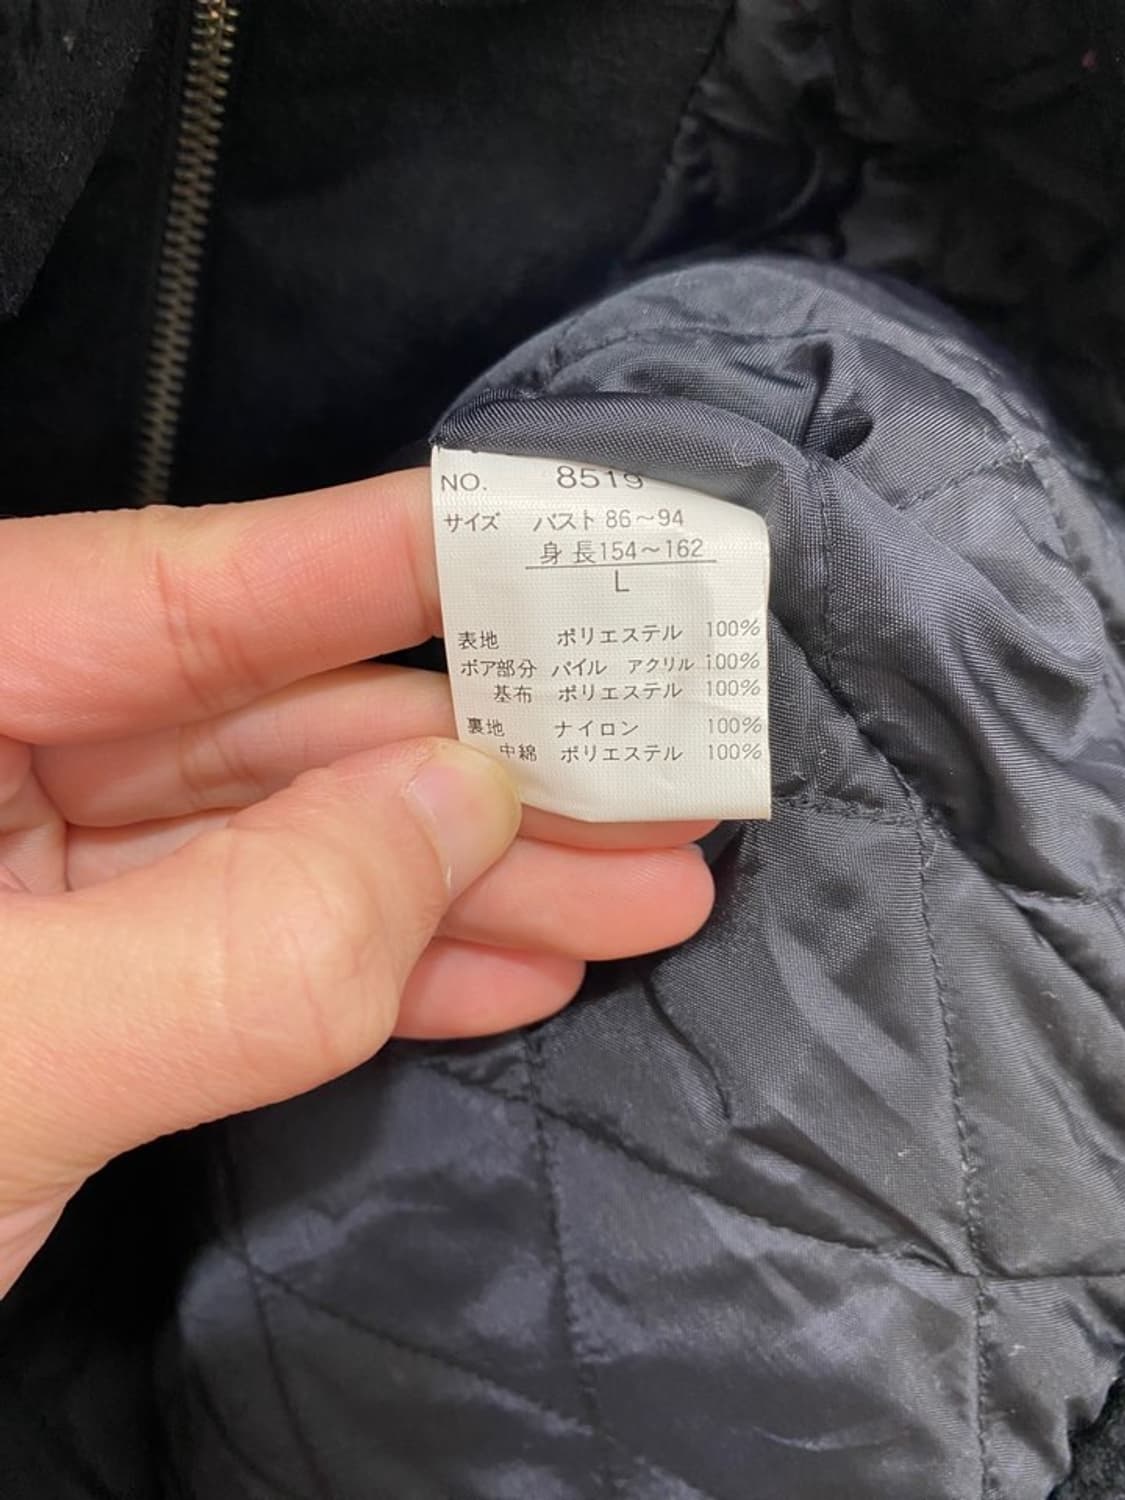 NO. 8519
サイズ バスト86〜94
身長154〜162
L
表地 ポリエステル 100%
ボア部分 パイル アクリル 100%
基布 ポリエステル 100%
裏地 ナイロン 100%
中綿 ポリエステル 100%